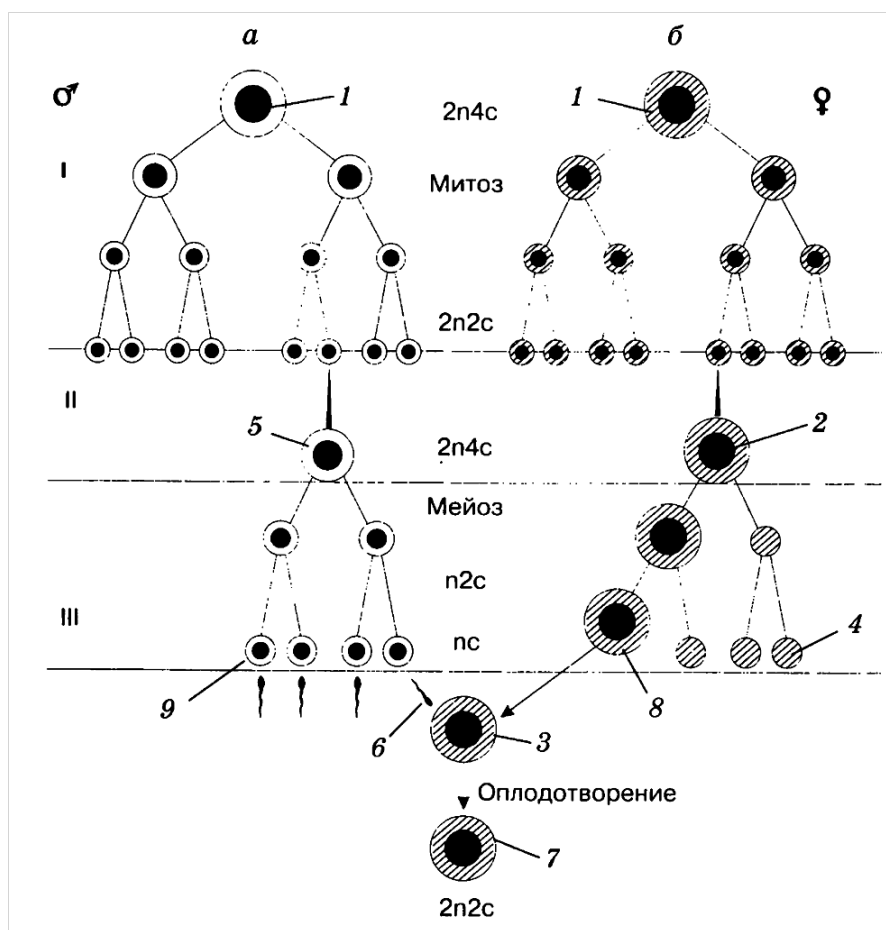 а б
♂ 1 2n4c 1 ♀
I Митоз
2n2c
II
5 2n4c 2
Мейоз
n2c
III nc 4
9 8
6 3
Оплодотворение
7
2n2c